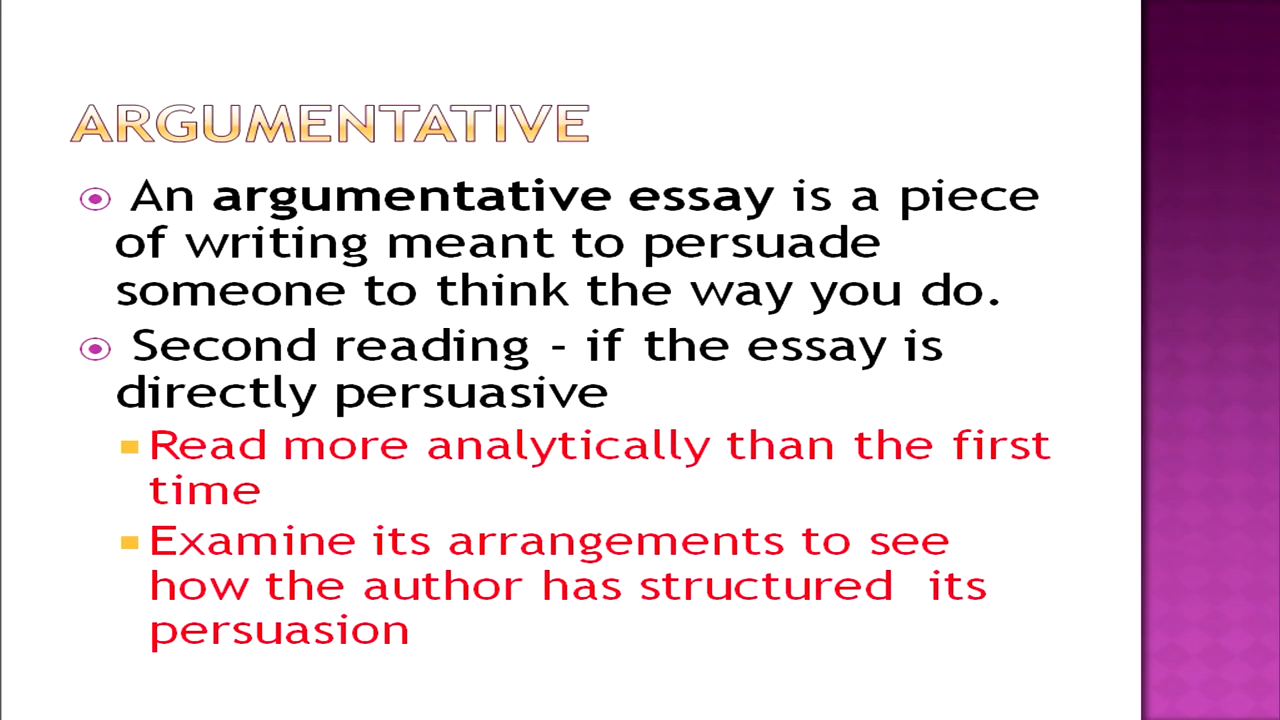 ARGUMENTATIVE
An argumentative essay is a piece
of writing meant to persuade
someone to think the way you do.
Second reading - if the essay is
directly persuasive
Read more analytically than the first
time
Examine its arrangements to see
how the author has structured its
persuasion